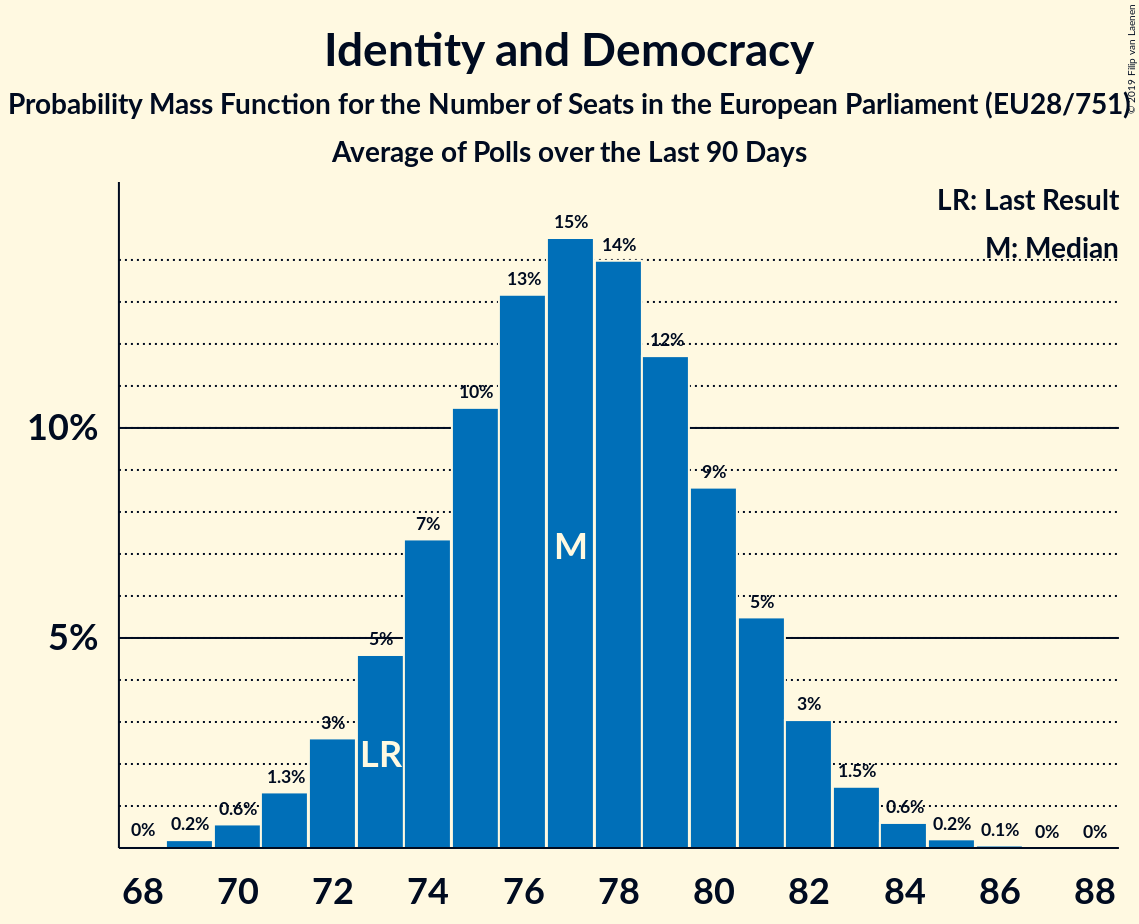 Identity and Democracy
Probability Mass Function for the Number of Seats in the European Parliament (EU28/751)
Average of Polls over the Last 90 Days
© 2019 Filip van Laenen
LR: Last Result
M: Median
15%
14%
13%
12%
10%
10%
9%
7%
M
5%
5%
5%
3%
3%
LR
1.3%
1.5%
0.6%
0.6%
0%
0.2%
0.2%
0.1%
0%
0%
68 70 72 74 76 78 80 82 84 86 88